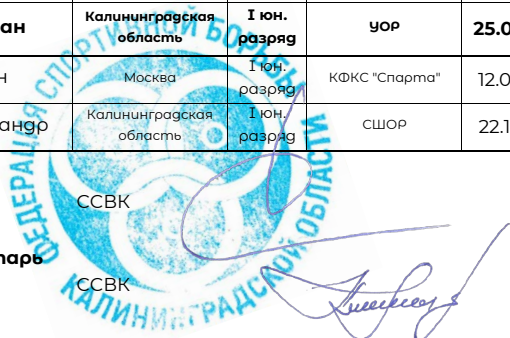 ан Калининградская область I юн. разряд УОР 25.0
н Москва I юн. разряд КФКС "Спарта" 12.0
андр Калининградская область I юн. разряд СШОР 22.1
ССВК
тарь
ССВК
ФЕДЕРАЦИЯ СПОРТИВНОЙ БОРЬБЫ
КАЛИНИНГРАДСКОЙ ОБЛАСТИ